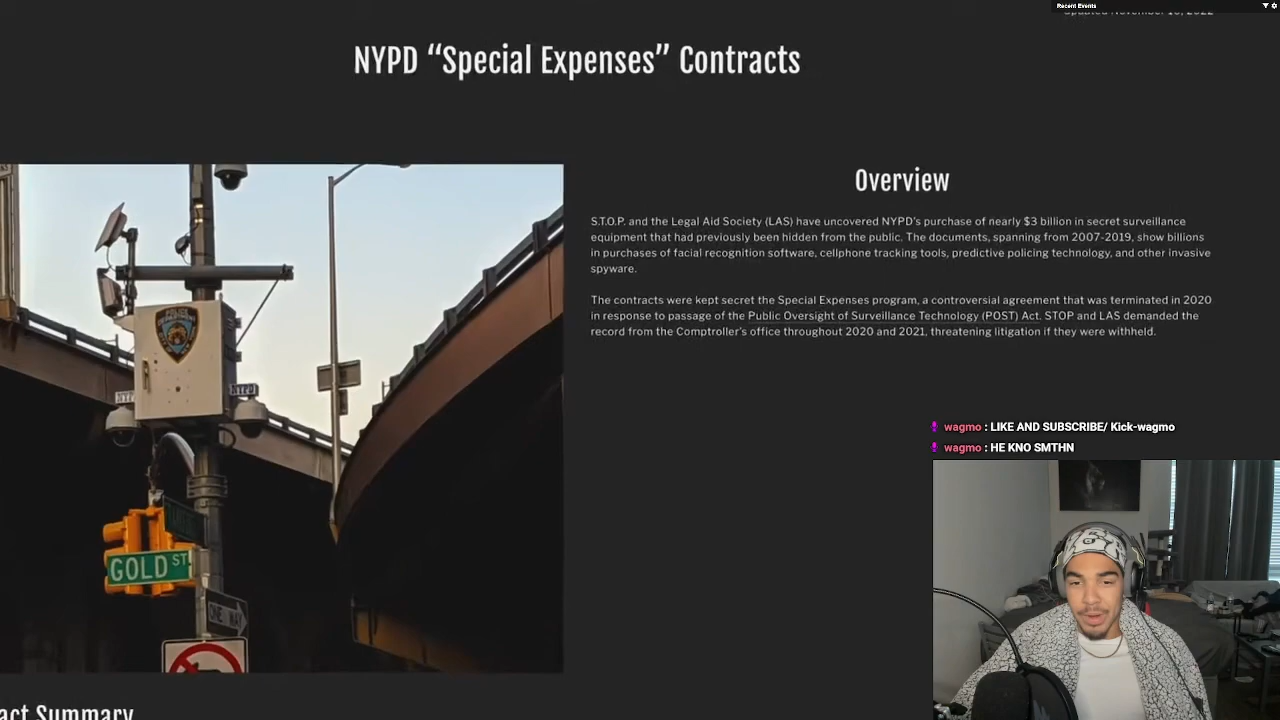 Recent Events
NYPD “Special Expenses” Contracts
Overview
S.T.O.P. and the Legal Aid Society (LAS) have uncovered NYPD’s purchase of nearly $3 billion in secret surveillance
equipment that had previously been hidden from the public. The documents, spanning from 2007-2019, show billions
in purchases of facial recognition software, cellphone tracking tools, predictive policing technology, and other invasive
spyware.
The contracts were kept secret the Special Expenses program, a controversial agreement that was terminated in 2020
in response to passage of the Public Oversight of Surveillance Technology (POST) Act. STOP and LAS demanded the
record from the Comptroller’s office throughout 2020 and 2021, threatening litigation if they were withheld.
POLICE
NYPD
NYPD
GOLD ST
ONE WAY
wagmo : LIKE AND SUBSCRIBE/ Kick-wagmo
wagmo : HE KNO SMTHN
act Summary